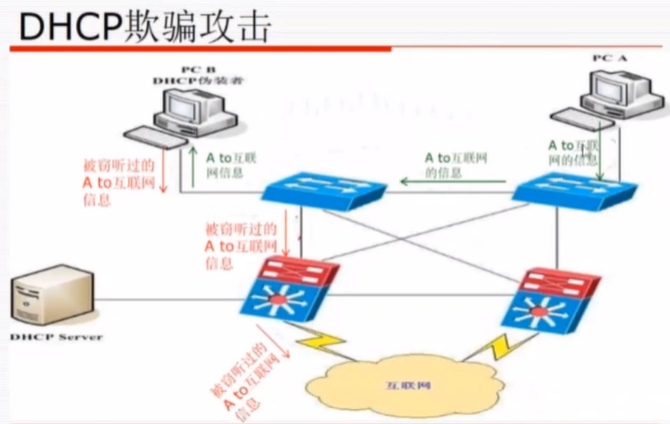 DHCP欺骗攻击
PC B
DHCP伪装者
PC A
被窃听过的
A to互联网
信息
A to互联
网信息
A to互联网
的信息
A to互联
网的信息
被窃听过的
A to互联网
信息
DHCP Server
被窃听过的
A to互联网
信息
互联网